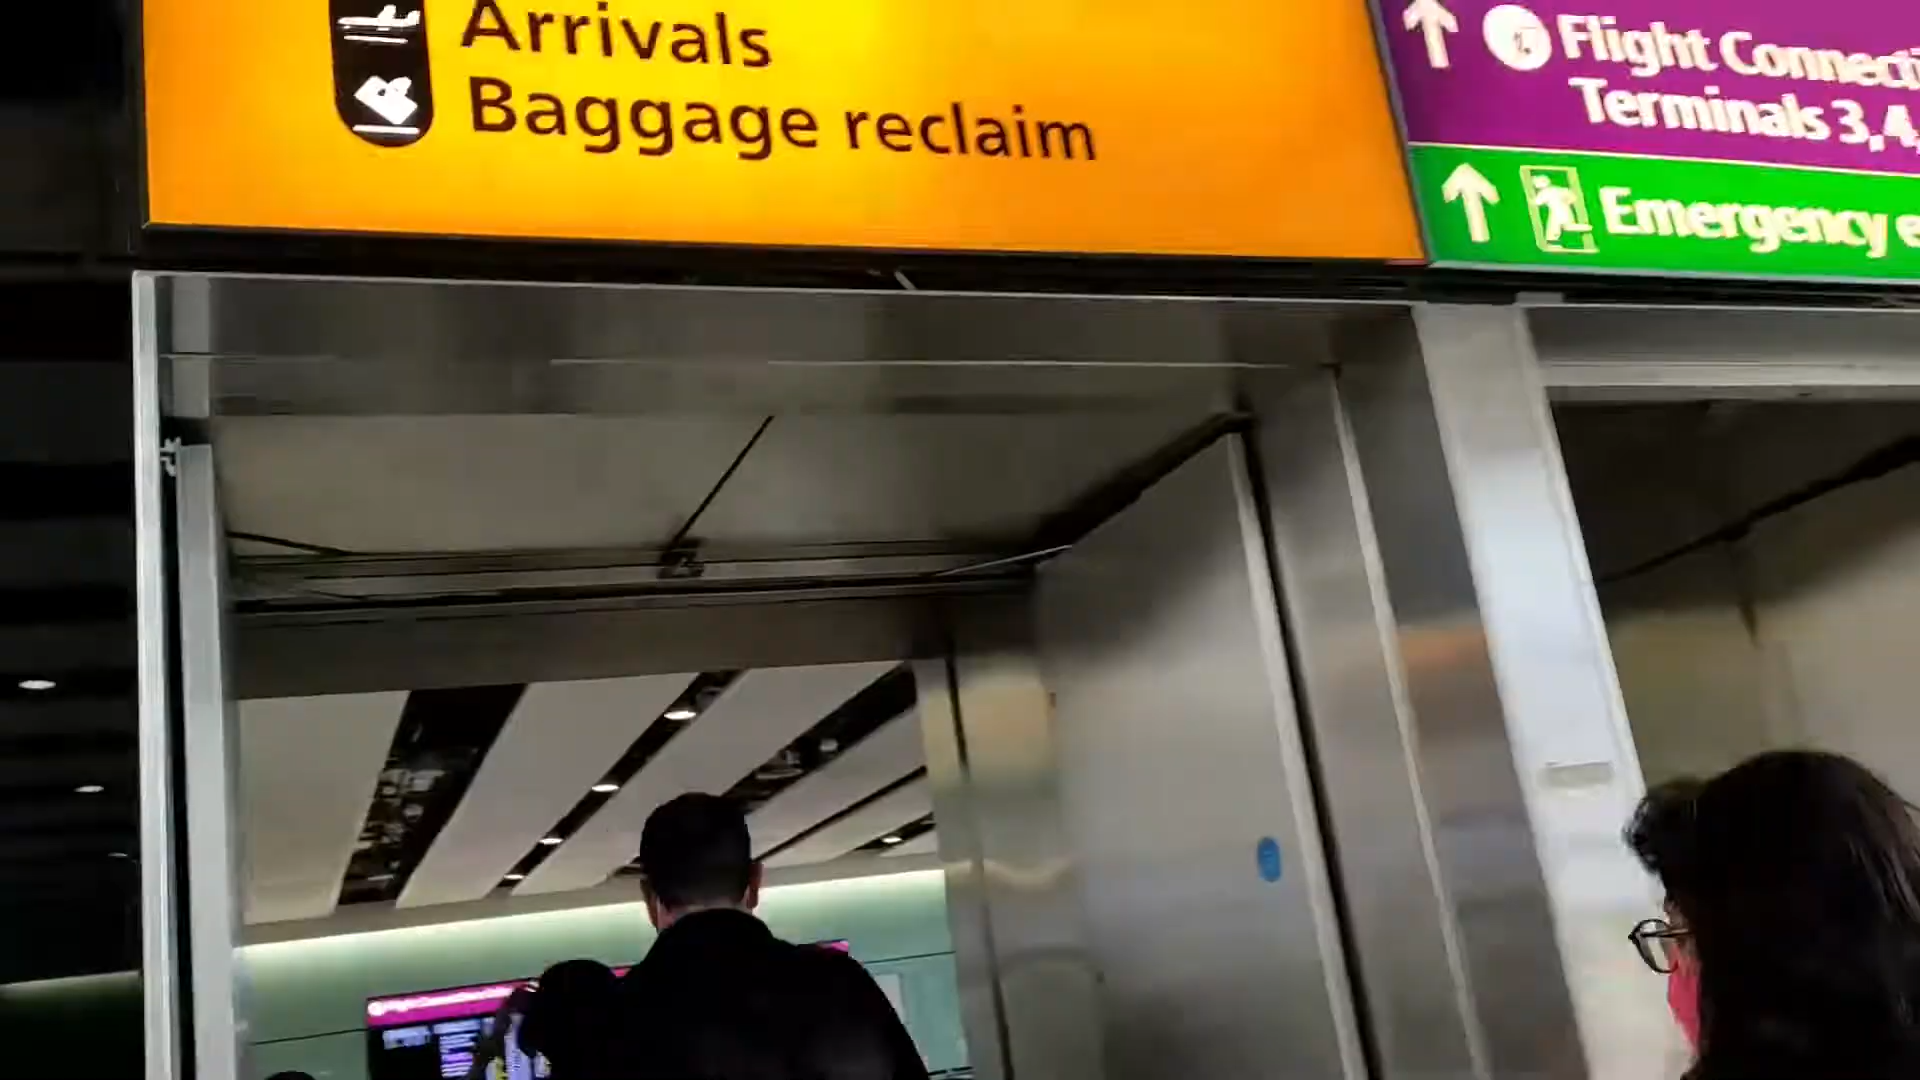 Arrivals
Baggage reclaim
Flight Connecti
Terminals 3,4,
Emergency e